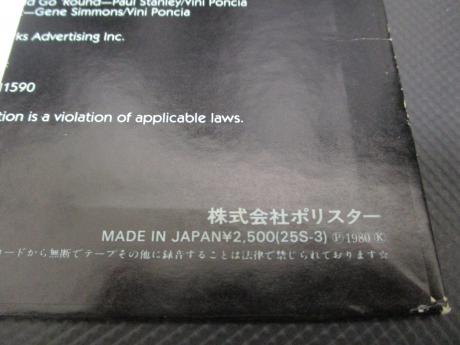 Go 'Round—Paul Stanley/Vini Poncia
—Gene Simmons/Vini Poncia
Advertising Inc.
1590
is a violation of applicable laws.
株式会社ポリスター
MADE IN JAPAN¥2,500(25S-3) Ⓟ1980 Ⓚ
コードから無断でテープその他に録音することは法律で禁じられております☆